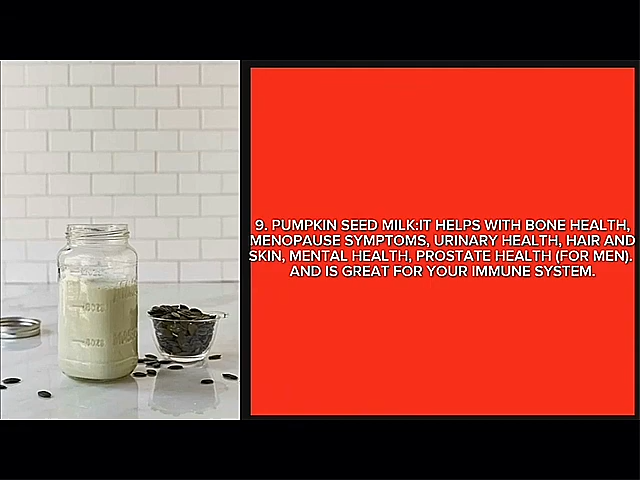 9. PUMPKIN SEED MILK:IT HELPS WITH BONE HEALTH,
MENOPAUSE SYMPTOMS, URINARY HEALTH, HAIR AND
SKIN, MENTAL HEALTH, PROSTATE HEALTH (FOR MEN).
AND IS GREAT FOR YOUR IMMUNE SYSTEM.